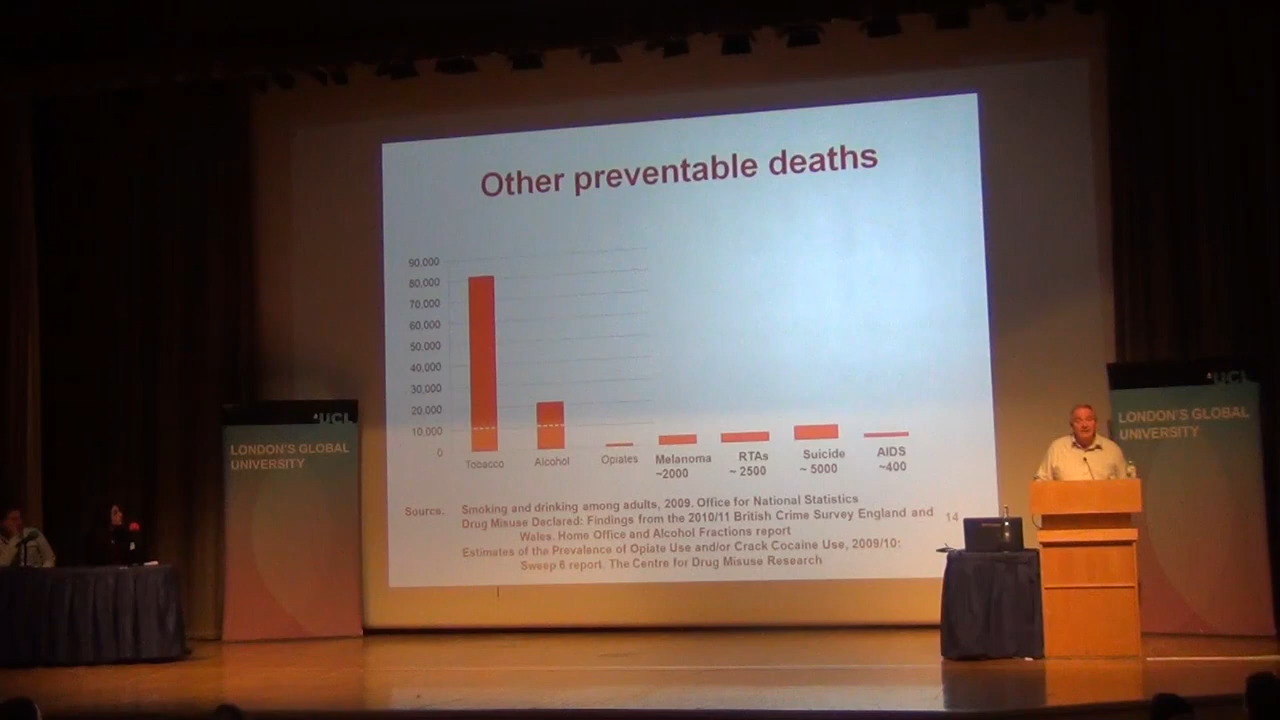 Other preventable deaths
90,000
80,000
70,000
60,000
50,000
40,000
30,000
20,000
10,000
0
Tobacco
Alcohol
Opiates
Melanoma
~2000
RTAs
~ 2500
Suicide
~ 5000
AIDS
~400
Source: Smoking and drinking among adults, 2009. Office for National Statistics
Drug Misuse Declared: Findings from the 2010/11 British Crime Survey England and
Wales. Home Office and Alcohol Fractions report
Estimates of the Prevalence of Opiate Use and/or Crack Cocaine Use, 2009/10:
Sweep 6 report. The Centre for Drug Misuse Research
14
UCL
LONDON'S GLOBAL
UNIVERSITY
UCL
LONDON'S GLOBAL
UNIVERSITY